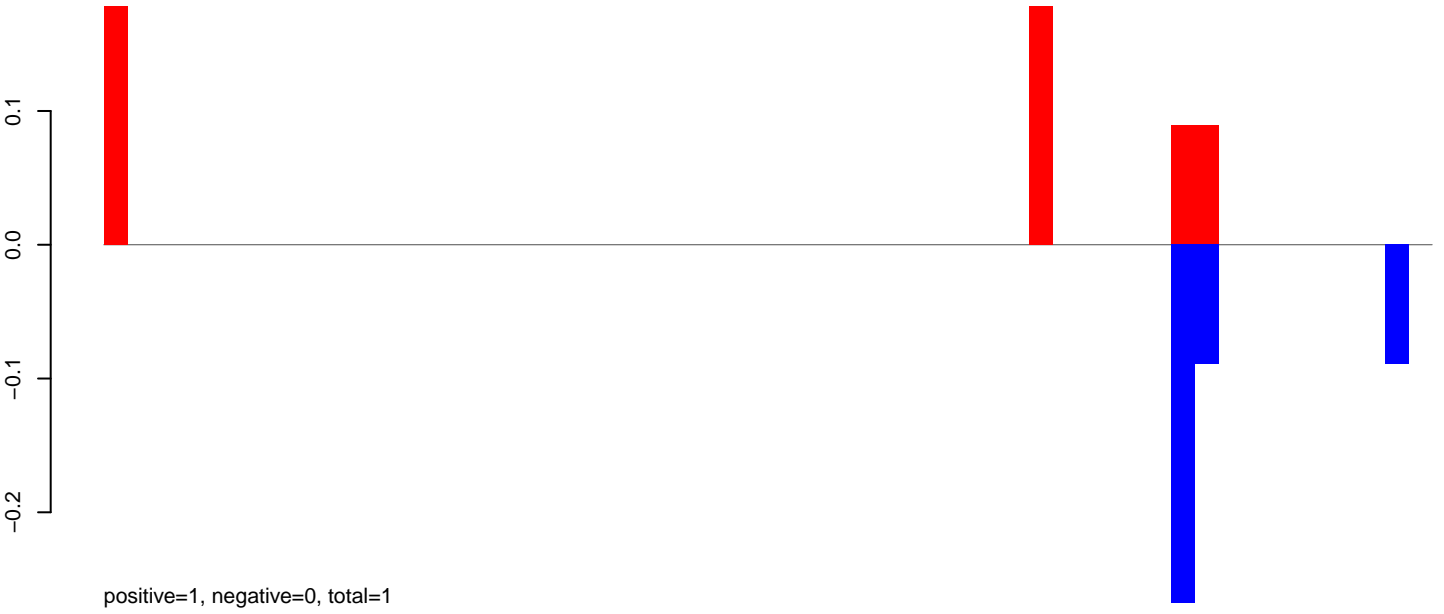 0.1
0.0
−0.1
−0.2
positive=1, negative=0, total=1